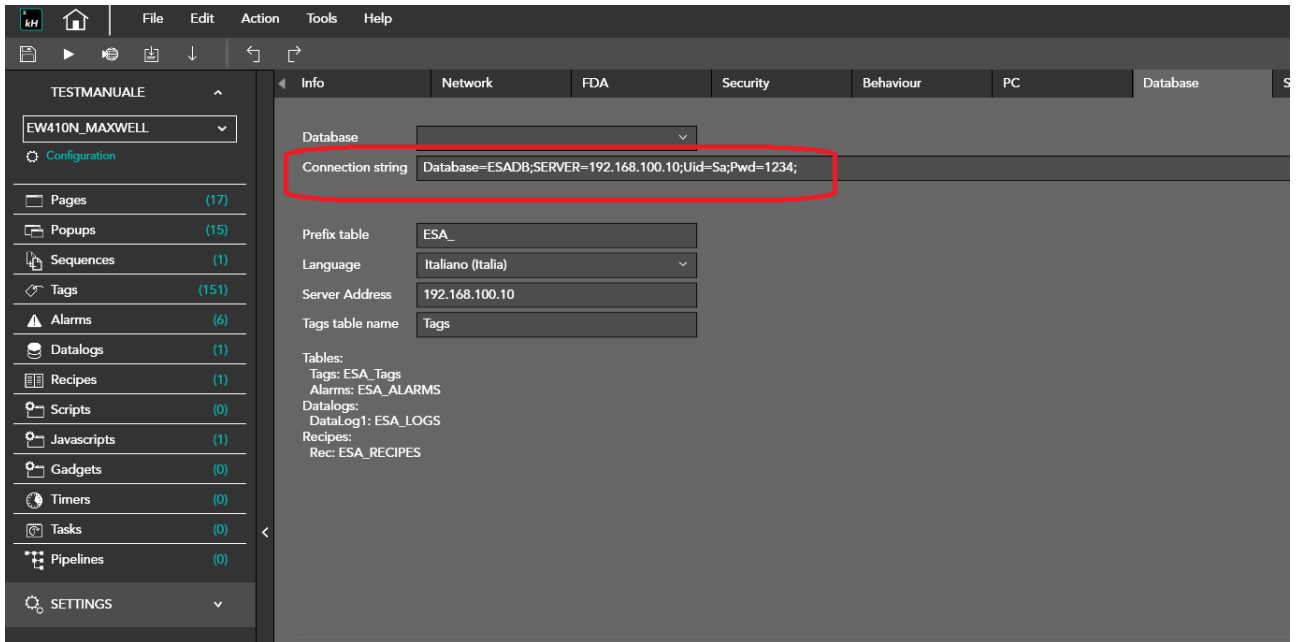 kH File Edit Action Tools Help
TESTMANUALE
EW410N_MAXWELL
Configuration
Pages (17)
Popups (15)
Sequences (1)
Tags (151)
Alarms (6)
Datalogs (1)
Recipes (1)
Scripts (0)
Javascripts (1)
Gadgets (0)
Timers (0)
Tasks (0)
Pipelines (0)
SETTINGS
Info Network FDA Security Behaviour PC Database S
Database
Connection string Database=ESADB;SERVER=192.168.100.10;Uid=Sa;Pwd=1234;
Prefix table ESA_
Language Italiano (Italia)
Server Address 192.168.100.10
Tags table name Tags
Tables:
Tags: ESA_Tags
Alarms: ESA_ALARMS
Datalogs:
DataLog1: ESA_LOGS
Recipes:
Rec: ESA_RECIPES